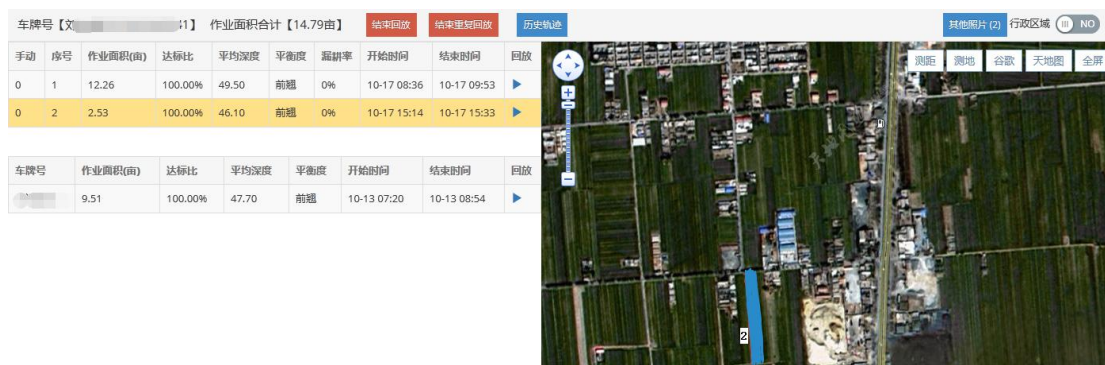 车牌号【刘 1】 作业面积合计【14.79亩】 结束回放 结束重复回放 历史轨迹 其他照片 (2) 行政区域 NO
手动 序号 作业面积(亩) 达标比 平均深度 平衡度 漏耕率 开始时间 结束时间 回放
0 1 12.26 100.00% 49.50 前翘 0% 10-17 08:36 10-17 09:53
0 2 2.53 100.00% 46.10 前翘 0% 10-17 15:14 10-17 15:33
车牌号 作业面积(亩) 达标比 平均深度 平衡度 开始时间 结束时间 回放
9.51 100.00% 47.70 前翘 10-13 07:20 10-13 08:54
测距 测地 谷歌 天地图 全屏
2